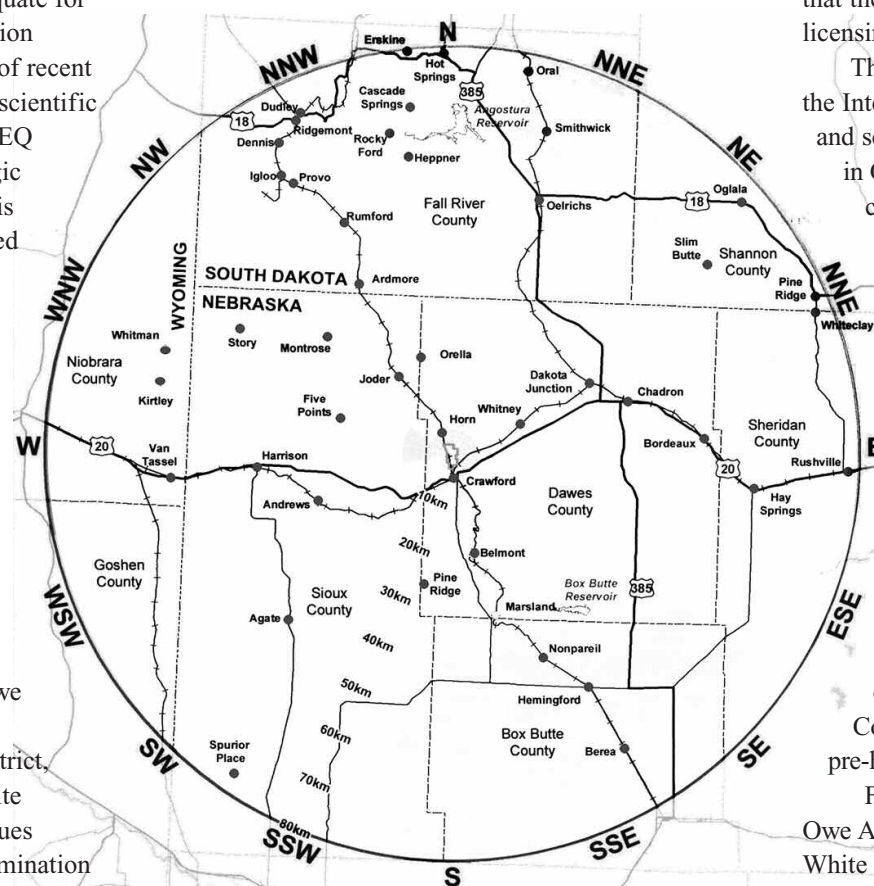 quate for
tion
of recent
scientific
EQ
gic
is
ed
we
trict,
ite
ues
mination
that the
licensing
Th
the Inte
and so
in C
c
Co
pre-h
F
Owe A
White
N
NNW
NNE
NW
NE
WNW
NNE
W
E
WSW
ESE
SW
SE
SSW
SSE
S
Erskine
Hot
Springs
Oral
385
Cascade
Springs
Angostura
Reservoir
Dudley
18
Ridgemont
Smithwick
Dennis
Rocky
Ford
Heppner
Igloo
Provo
Fall River
County
Oelrichs
18
Oglala
Rumford
Slim
Butte
Shannon
County
WYOMING
SOUTH DAKOTA
Ardmore
Pine
Ridge
NEBRASKA
Whiteclay
Whitman
Story
Montrose
Orella
Niobrara
County
Kirtley
Joder
Dakota
Junction
Chadron
Five
Points
Horn
Whitney
Sheridan
County
20
Van
Tassel
Harrison
Bordeaux
20
Rushville
Crawford
Hay
Springs
Andrews
10km
Dawes
County
20km
Belmont
Goshen
County
Sioux
County
30km
Pine
Ridge
Box Butte
Reservoir
385
Marsland
Agate
40km
Nonpareil
50km
Hemingford
60km
Box Butte
County
Berea
Spurior
Place
70km
80km